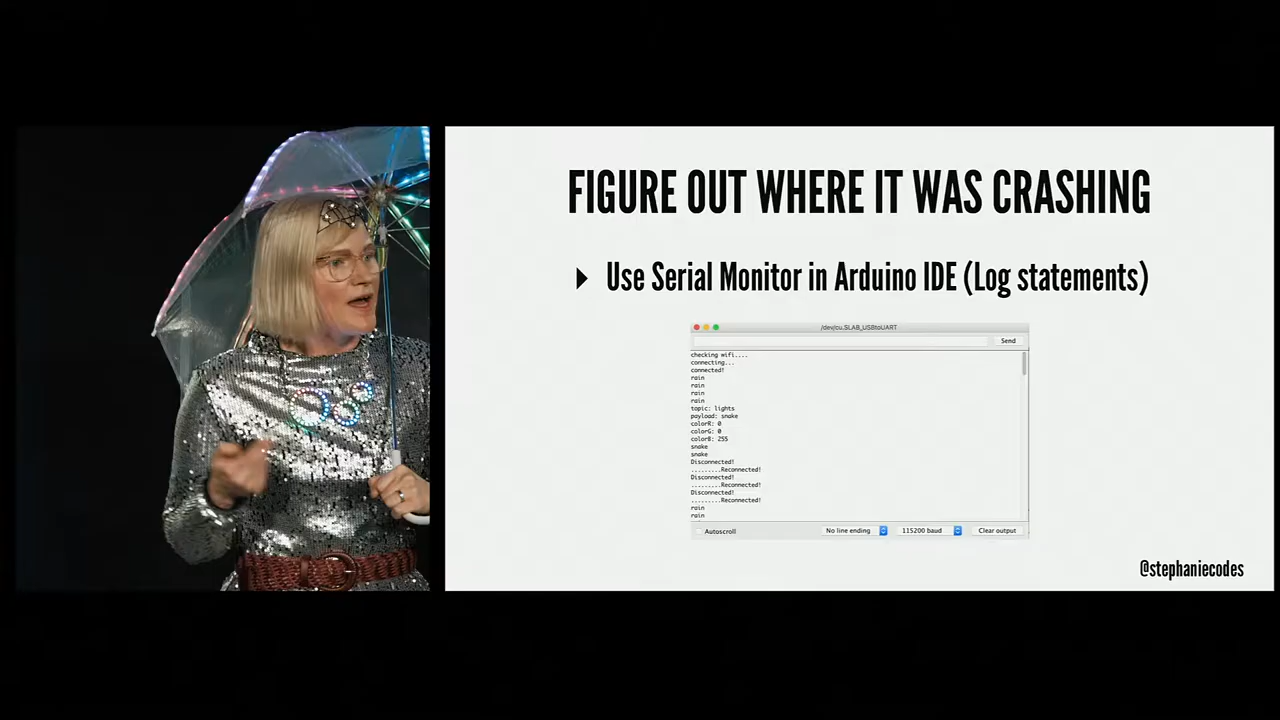 FIGURE OUT WHERE IT WAS CRASHING
Use Serial Monitor in Arduino IDE (Log statements)
/dev/cu.SLAB_USBtoUART
Send
checking wifi....
connecting...
connected!
rain
rain
rain
rain
topic: lights
payload: snake
colorR: 0
colorG: 0
colorB: 255
snake
snake
Disconnected!
.........Reconnected!
Disconnected!
.........Reconnected!
Disconnected!
.........Reconnected!
rain
rain
Autoscroll
No line ending
115200 baud
Clear output
@stephaniecodes